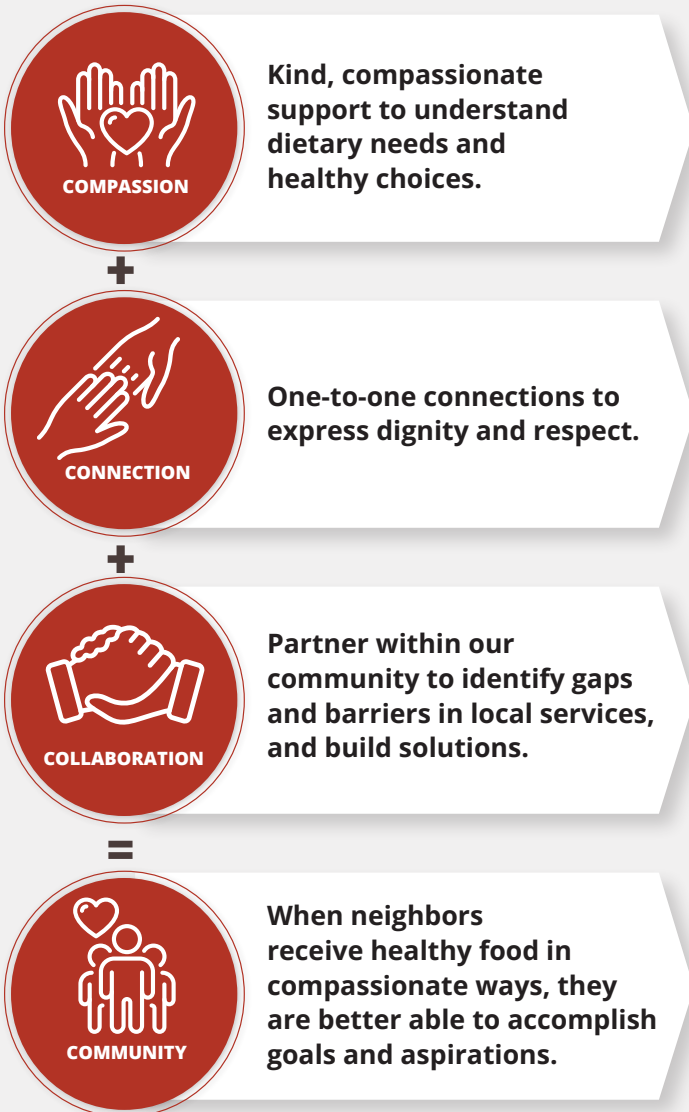 COMPASSION
Kind, compassionate
support to understand
dietary needs and
healthy choices.
+
CONNECTION
One-to-one connections to
express dignity and respect.
+
COLLABORATION
Partner within our
community to identify gaps
and barriers in local services,
and build solutions.
=
COMMUNITY
When neighbors
receive healthy food in
compassionate ways, they
are better able to accomplish
goals and aspirations.